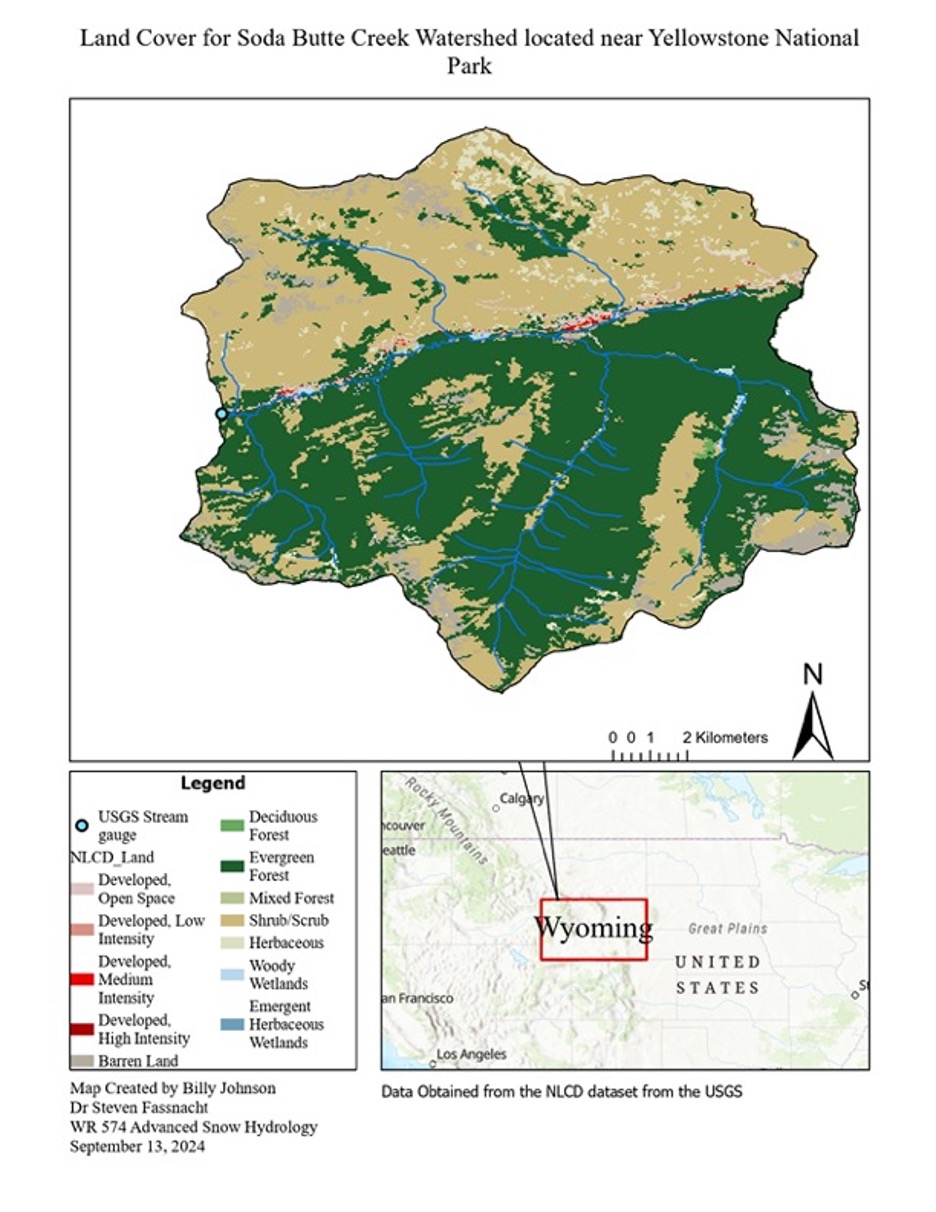 Land Cover for Soda Butte Creek Watershed located near Yellowstone National
Park
N
0 0 1 2 Kilometers
Legend
USGS Stream
gauge
NLCD_Land
Developed,
Open Space
Developed, Low
Intensity
Developed,
Medium
Intensity
Developed,
High Intensity
Barren Land
Deciduous
Forest
Evergreen
Forest
Mixed Forest
Shrub/Scrub
Herbaceous
Woody
Wetlands
Emergent
Herbaceous
Wetlands
Rocky Mountains
Calgary
ncouver
eattle
Wyoming
Great Plains
UNITED
STATES
an Francisco
Los Angeles
Map Created by Billy Johnson
Dr Steven Fassnacht
WR 574 Advanced Snow Hydrology
September 13, 2024
Data Obtained from the NLCD dataset from the USGS